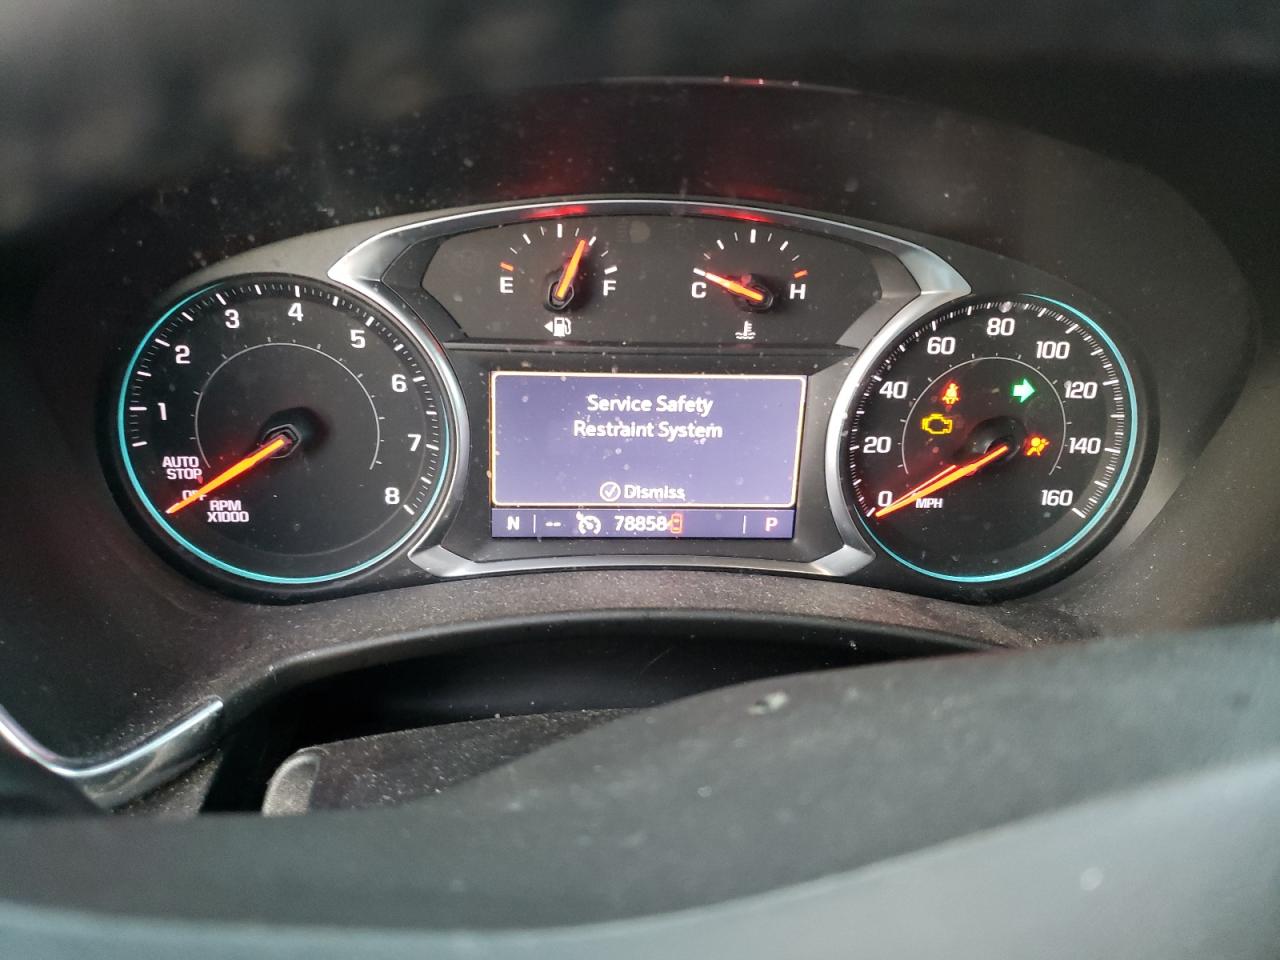 E F
C H
1 2 3 4 5 6 7 8
AUTO
STOP
OFF
RPM
X1000
Service Safety
Restraint System
Dismiss
N -- 78858 P
0 20 40 60 80 100 120 140 160
MPH